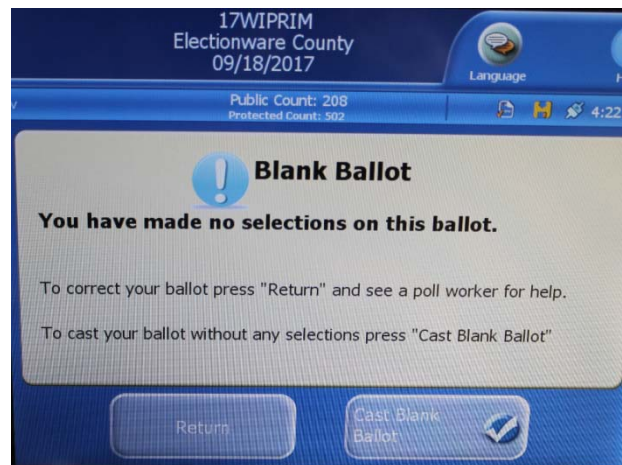 17WIPRIM
Electionware County
09/18/2017
Language
H
v
Public Count: 208
Protected Count: 502
4:22
Blank Ballot
You have made no selections on this ballot.
To correct your ballot press "Return" and see a poll worker for help.
To cast your ballot without any selections press "Cast Blank Ballot"
Return
Cast Blank
Ballot